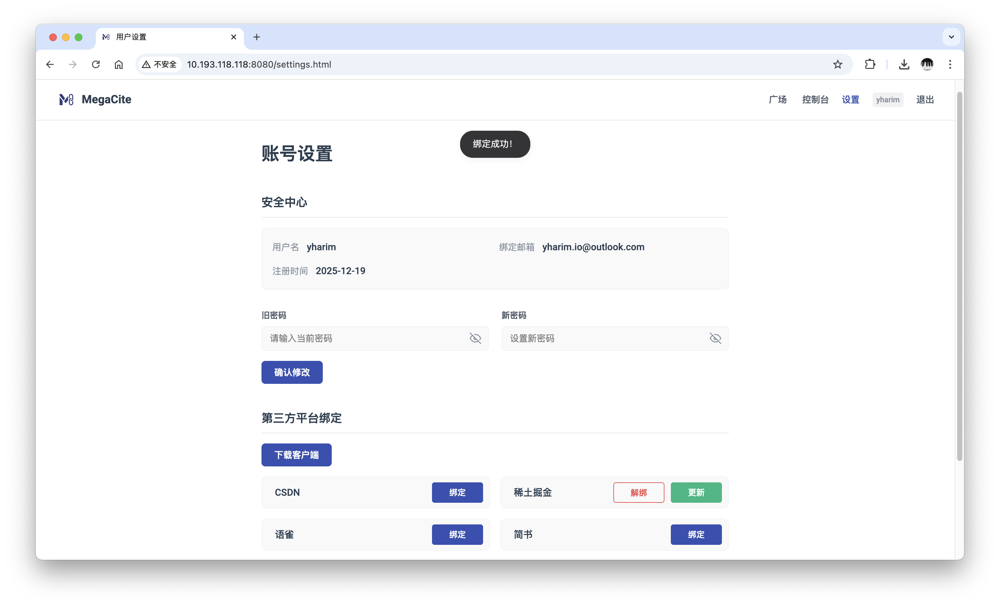 用户设置
不安全 10.193.118.118:8080/settings.html
MegaCite 广场 控制台 设置 yharim 退出
绑定成功！
账号设置
安全中心
用户名 yharim 绑定邮箱 yharim.io@outlook.com
注册时间 2025-12-19
旧密码 新密码
请输入当前密码 设置新密码
确认修改
第三方平台绑定
下载客户端
CSDN 绑定 稀土掘金 解绑 更新
语雀 绑定 简书 绑定